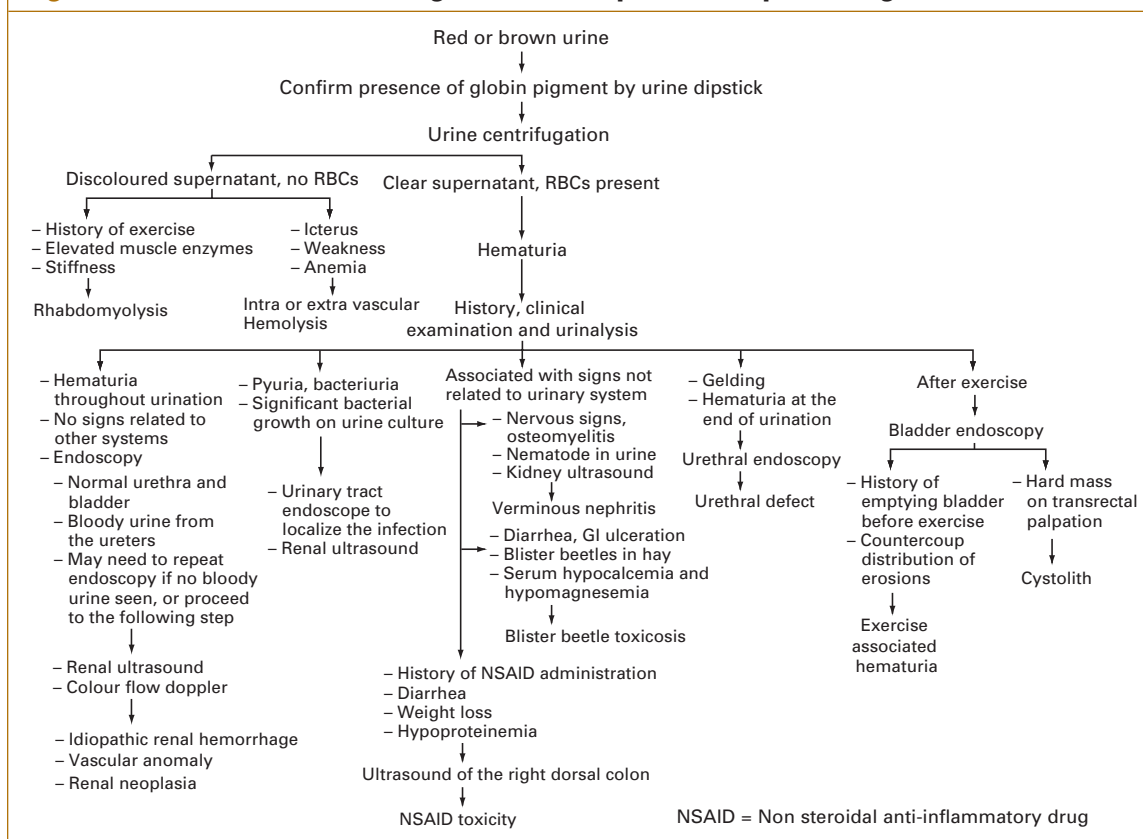 Red or brown urine
Confirm presence of globin pigment by urine dipstick
Urine centrifugation
Discoloured supernatant, no RBCs
Clear supernatant, RBCs present
– History of exercise
– Elevated muscle enzymes
– Stiffness
Rhabdomyolysis
– Icterus
– Weakness
– Anemia
Intra or extra vascular
Hemolysis
Hematuria
History, clinical
examination and urinalysis
– Hematuria
throughout urination
– No signs related to
other systems
– Endoscopy
– Normal urethra and
bladder
– Bloody urine from
the ureters
– May need to repeat
endoscopy if no bloody
urine seen, or proceed
to the following step
– Renal ultrasound
– Colour flow doppler
– Idiopathic renal hemorrhage
– Vascular anomaly
– Renal neoplasia
– Pyuria, bacteriuria
– Significant bacterial
growth on urine culture
– Urinary tract
endoscope to
localize the infection
– Renal ultrasound
Associated with signs not
related to urinary system
– Nervous signs,
osteomyelitis
– Nematode in urine
– Kidney ultrasound
Verminous nephritis
– Diarrhea, GI ulceration
– Blister beetles in hay
– Serum hypocalcemia and
hypomagnesemia
Blister beetle toxicosis
– History of NSAID administration
– Diarrhea
– Weight loss
– Hypoproteinemia
Ultrasound of the right dorsal colon
NSAID toxicity
– Gelding
– Hematuria at the
end of urination
Urethral endoscopy
Urethral defect
After exercise
Bladder endoscopy
– History of
emptying bladder
before exercise
– Countercoup
distribution of
erosions
Exercise
associated
hematuria
– Hard mass
on transrectal
palpation
Cystolith
NSAID = Non steroidal anti-inflammatory drug